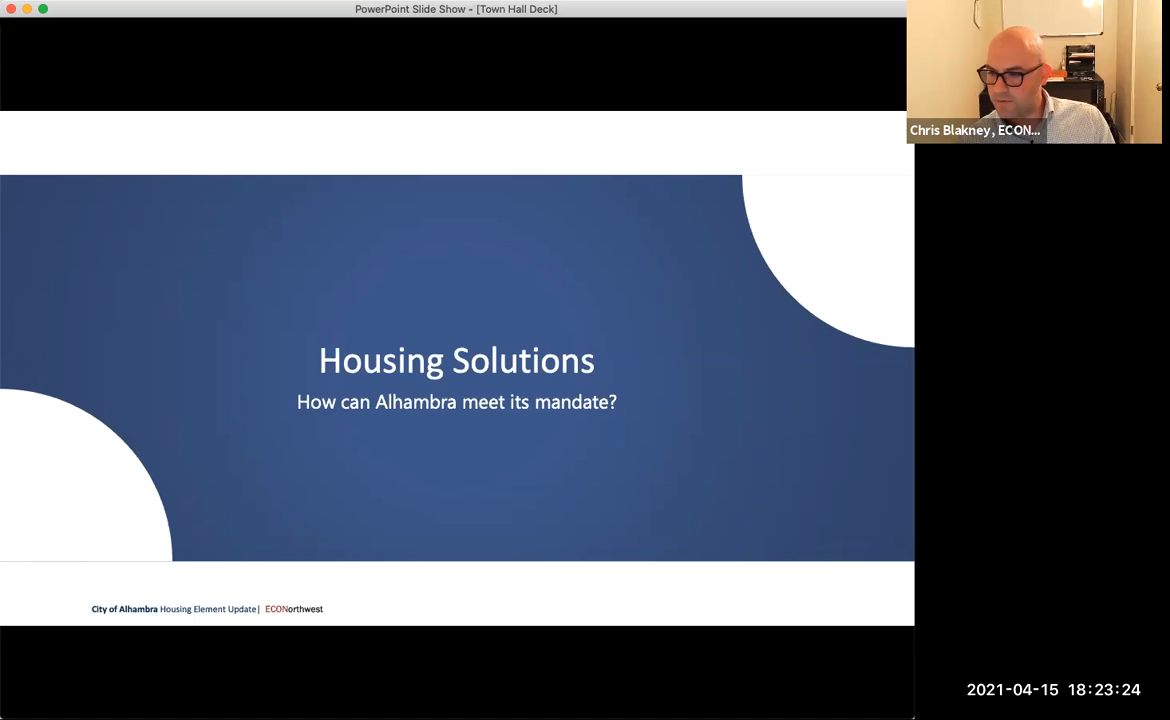 PowerPoint Slide Show - [Town Hall Deck]
Chris Blakney, ECON...
Housing Solutions
How can Alhambra meet its mandate?
City of Alhambra Housing Element Update| ECONorthwest
2021-04-15 18:23:24